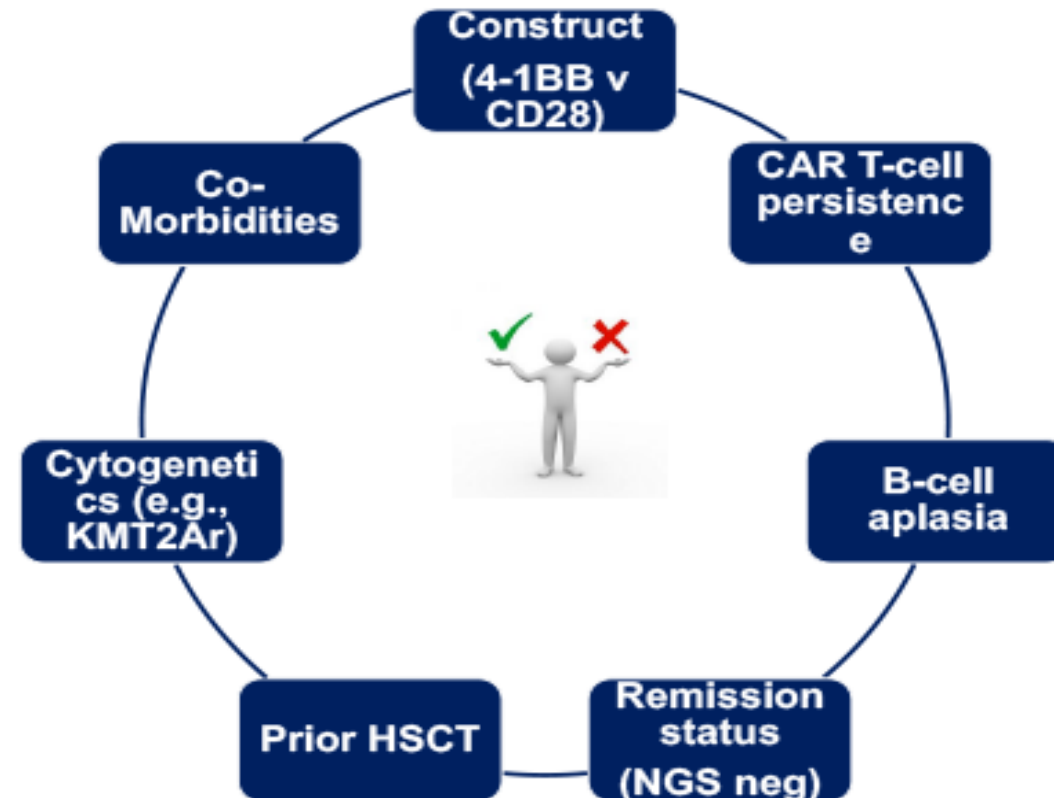 Construct
(4-1BB v
CD28)
CAR T-cell
persistenc
e
B-cell
aplasia
Remission
status
(NGS neg)
Prior HSCT
Cytogeneti
cs (e.g.,
KMT2Ar)
Co-
Morbidities